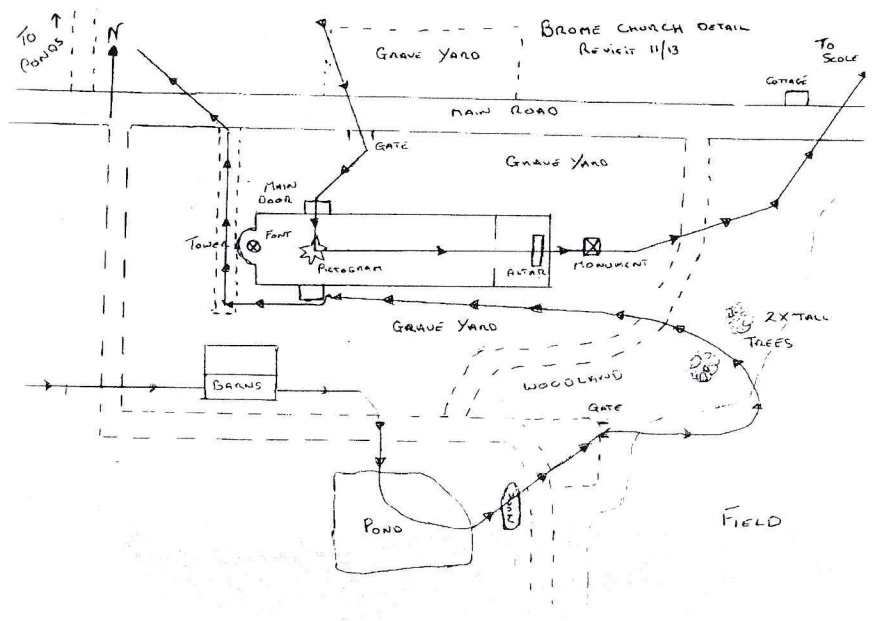 TO
PONDS
N
BROME CHURCH DETAIL
REVISIT 11/13
GRAVE YARD
TO
SCOLE
COTTAGE
MAIN ROAD
GATE
GRAVE YARD
MAIN
DOOR
TOWER
FONT
PICTOGRAM
ALTAR
MONUMENT
GRAVE YARD
2 X TALL
TREES
BARNS
WOODLAND
GATE
POND
FIELD